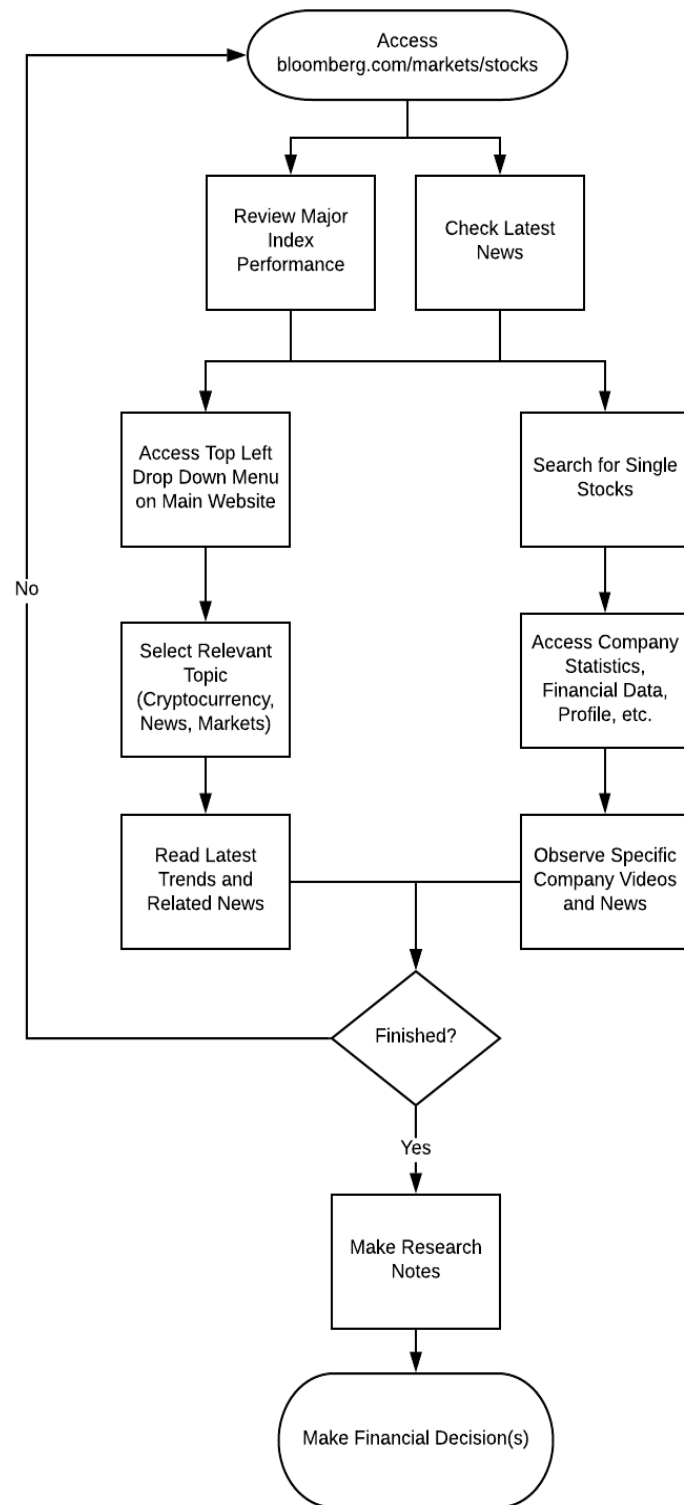 Access
bloomberg.com/markets/stocks
Review Major
Index
Performance
Check Latest
News
Access Top Left
Drop Down Menu
on Main Website
Search for Single
Stocks
No
Select Relevant
Topic
(Cryptocurrency,
News, Markets)
Access Company
Statistics,
Financial Data,
Profile, etc.
Read Latest
Trends and
Related News
Observe Specific
Company Videos
and News
Finished?
Yes
Make Research
Notes
Make Financial Decision(s)